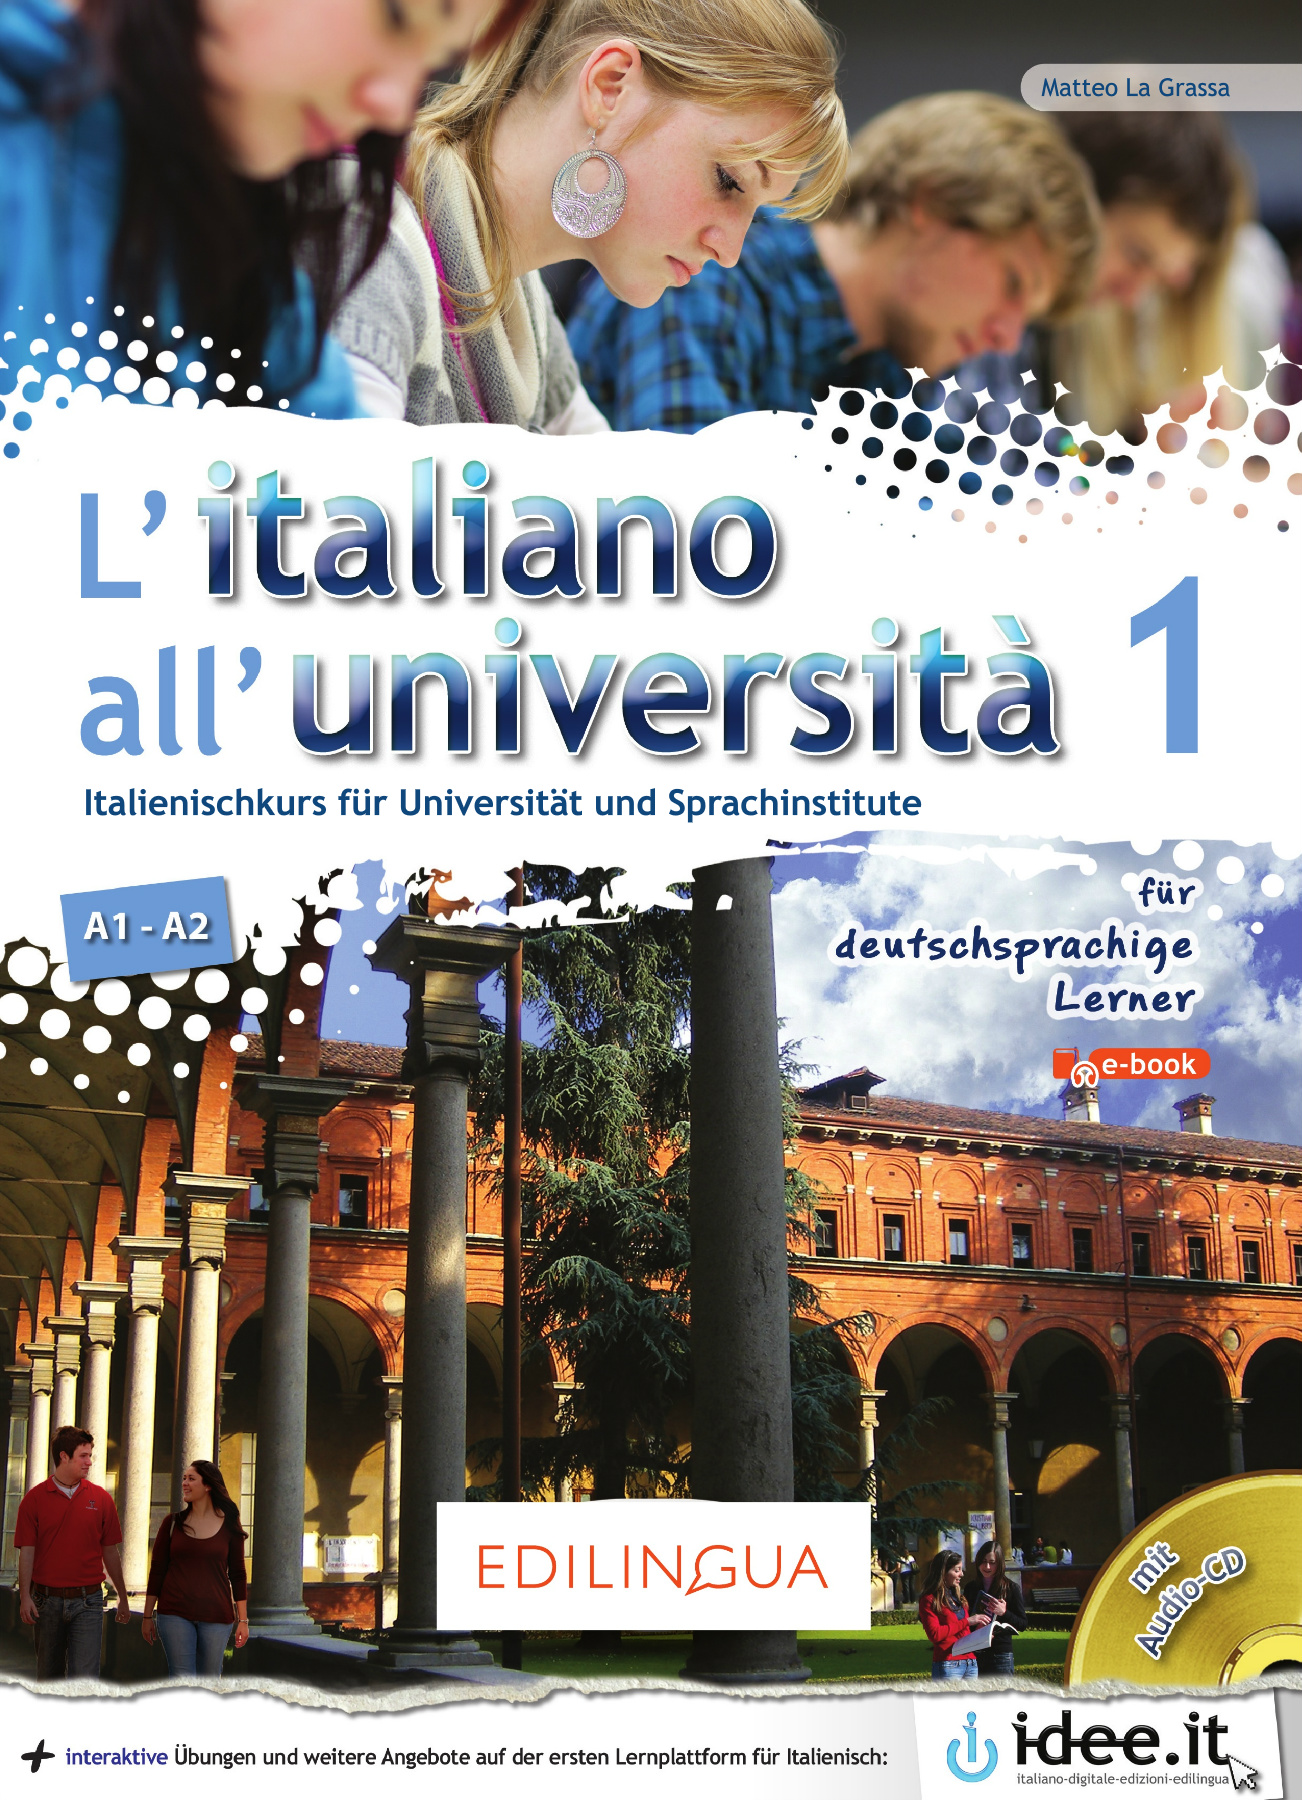 Matteo La Grassa
L'italiano
all'università 1
Italienischkurs für Universität und Sprachinstitute
A1 - A2
für
deutschsprachige
Lerner
e-book
EDILINGUA
mit
Audio-CD
+ interaktive Übungen und weitere Angebote auf der ersten Lernplattform für Italienisch:
idee.it
italiano-digitale-edizioni-edilingua